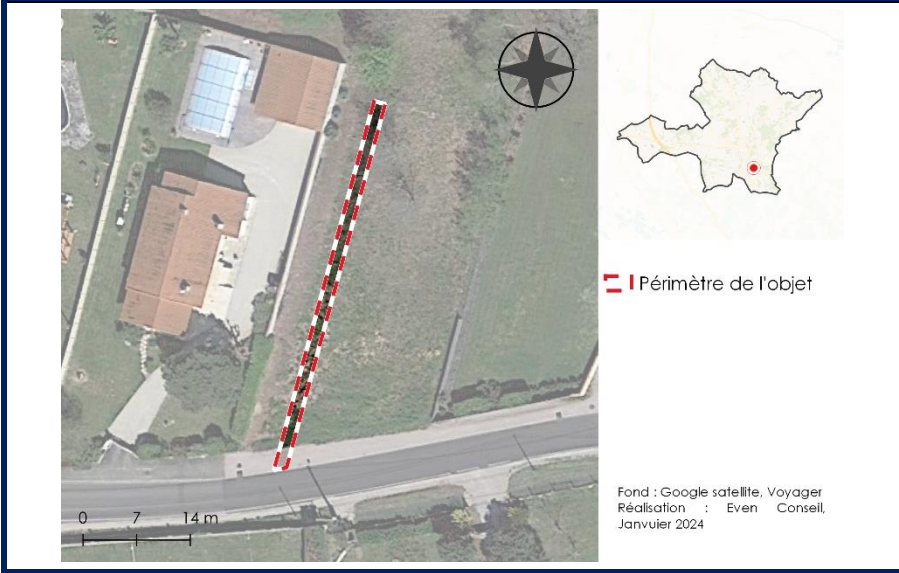 Périmètre de l'objet
Fond : Google satellite, Voyager
Réalisation : Even Conseil,
Janvuier 2024
0 7 14 m